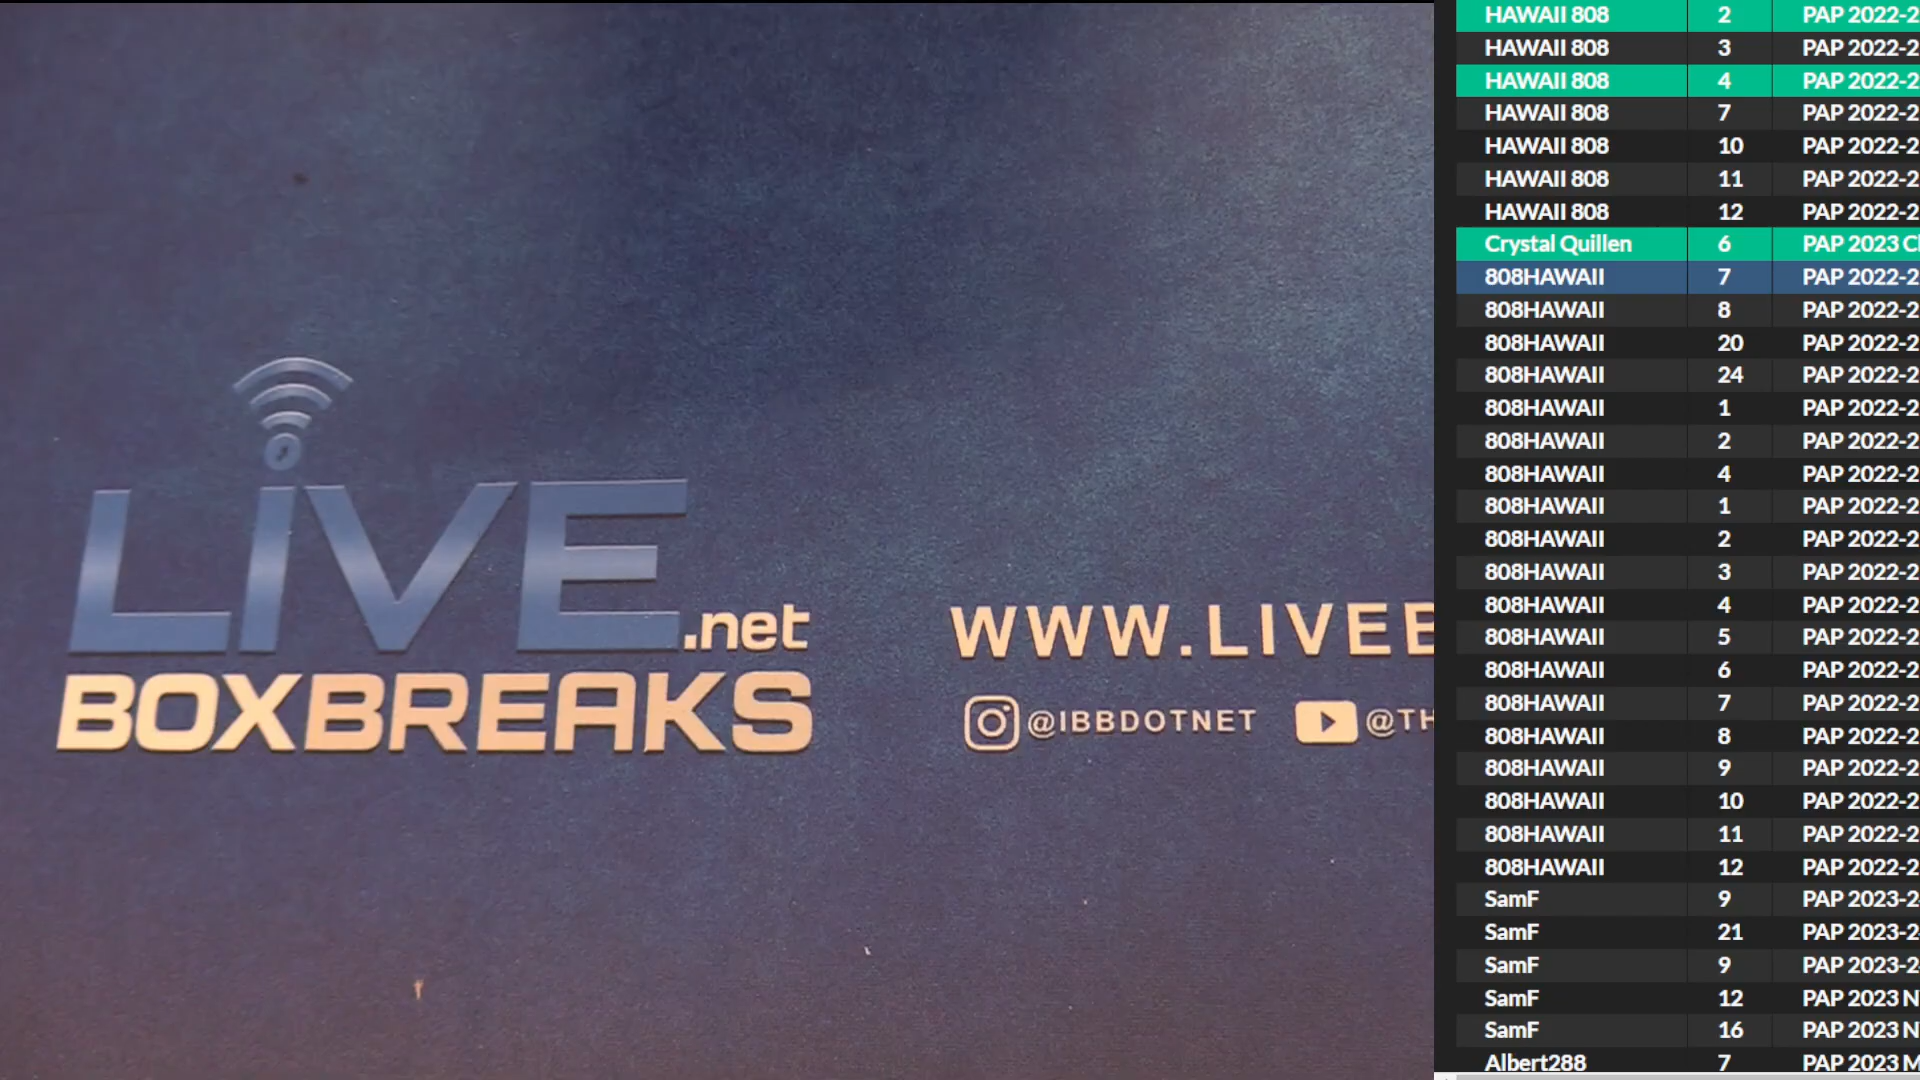 LIVE.net
BOXBREAKS
WWW.LIVEB
@IBBDOTNET @TH
HAWAII 808 2 PAP 2022-2
HAWAII 808 3 PAP 2022-2
HAWAII 808 4 PAP 2022-2
HAWAII 808 7 PAP 2022-2
HAWAII 808 10 PAP 2022-2
HAWAII 808 11 PAP 2022-2
HAWAII 808 12 PAP 2022-2
Crystal Quillen 6 PAP 2023 Cl
808HAWAII 7 PAP 2022-2
808HAWAII 8 PAP 2022-2
808HAWAII 20 PAP 2022-2
808HAWAII 24 PAP 2022-2
808HAWAII 1 PAP 2022-2
808HAWAII 2 PAP 2022-2
808HAWAII 4 PAP 2022-2
808HAWAII 1 PAP 2022-2
808HAWAII 2 PAP 2022-2
808HAWAII 3 PAP 2022-2
808HAWAII 4 PAP 2022-2
808HAWAII 5 PAP 2022-2
808HAWAII 6 PAP 2022-2
808HAWAII 7 PAP 2022-2
808HAWAII 8 PAP 2022-2
808HAWAII 9 PAP 2022-2
808HAWAII 10 PAP 2022-2
808HAWAII 11 PAP 2022-2
808HAWAII 12 PAP 2022-2
SamF 9 PAP 2023-2
SamF 21 PAP 2023-2
SamF 9 PAP 2023-2
SamF 12 PAP 2023 N
SamF 16 PAP 2023 N
Albert288 7 PAP 2023 M